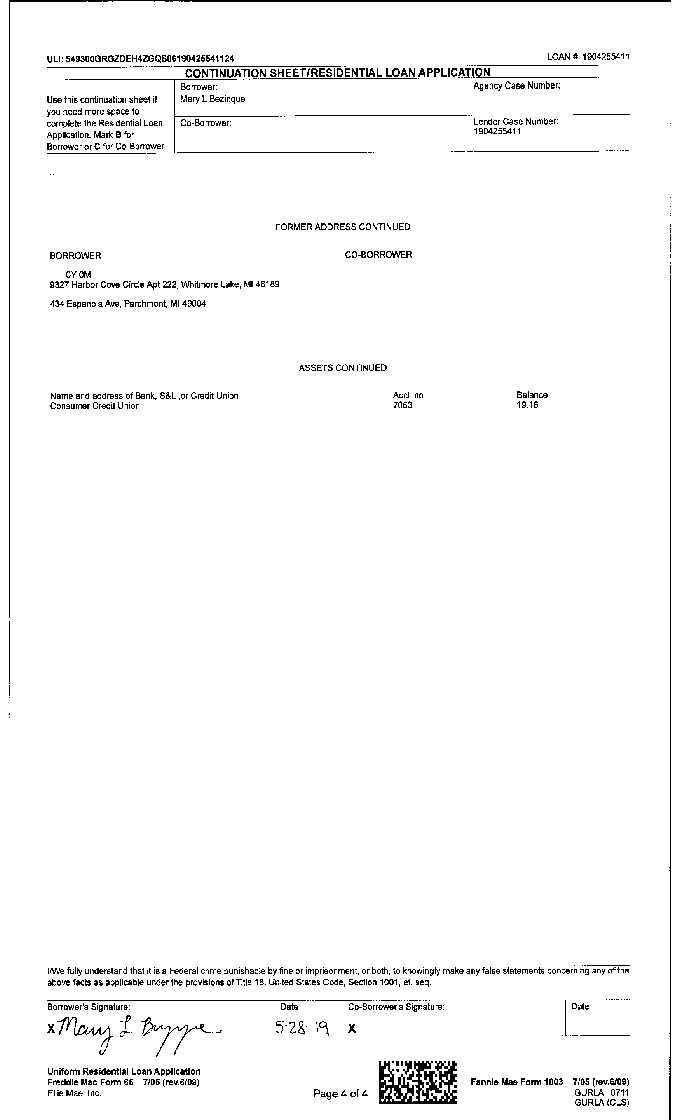 ULI: 549300GRGZDEH4ZGQS06190425541124 LOAN #: 1904255411
CONTINUATION SHEET/RESIDENTIAL LOAN APPLICATION
Use this continuation sheet if
you need more space to
complete the Residential Loan
Application. Mark B for
Borrower or C for Co-Borrower
Borrower:
Mary L Bezinque
Agency Case Number:
Co-Borrower:
Lender Case Number:
1904255411
FORMER ADDRESS CONTINUED
BORROWER CO-BORROWER
0M
9327 Harbor Cove Circle Apt 222, Whitmore Lake, MI 48189
434 Espanola Ave, Parchment, MI 49004
ASSETS CONTINUED
Name and address of Bank, S&L ,or Credit Union Acct. no Balance
Consumer Credit Union 7063 19.16
I/We fully understand that it is a Federal crime punishable by fine or imprisonment, or both, to knowingly make any false statements concerning any of the
above facts as applicable under the provisions of Title 18, United States Code, Section 1001, et. seq.
Borrower's Signature: Date Co-Borrower's Signature: Date
X Mary L 5-28-19 X
Uniform Residential Loan Application
Freddie Mac Form 65 7/05 (rev.6/09)
Ellie Mae, Inc.
Page 4 of 4
Fannie Mae Form 1003 7/05 (rev.6/09)
GURLA 0711
GURLA (CLS)